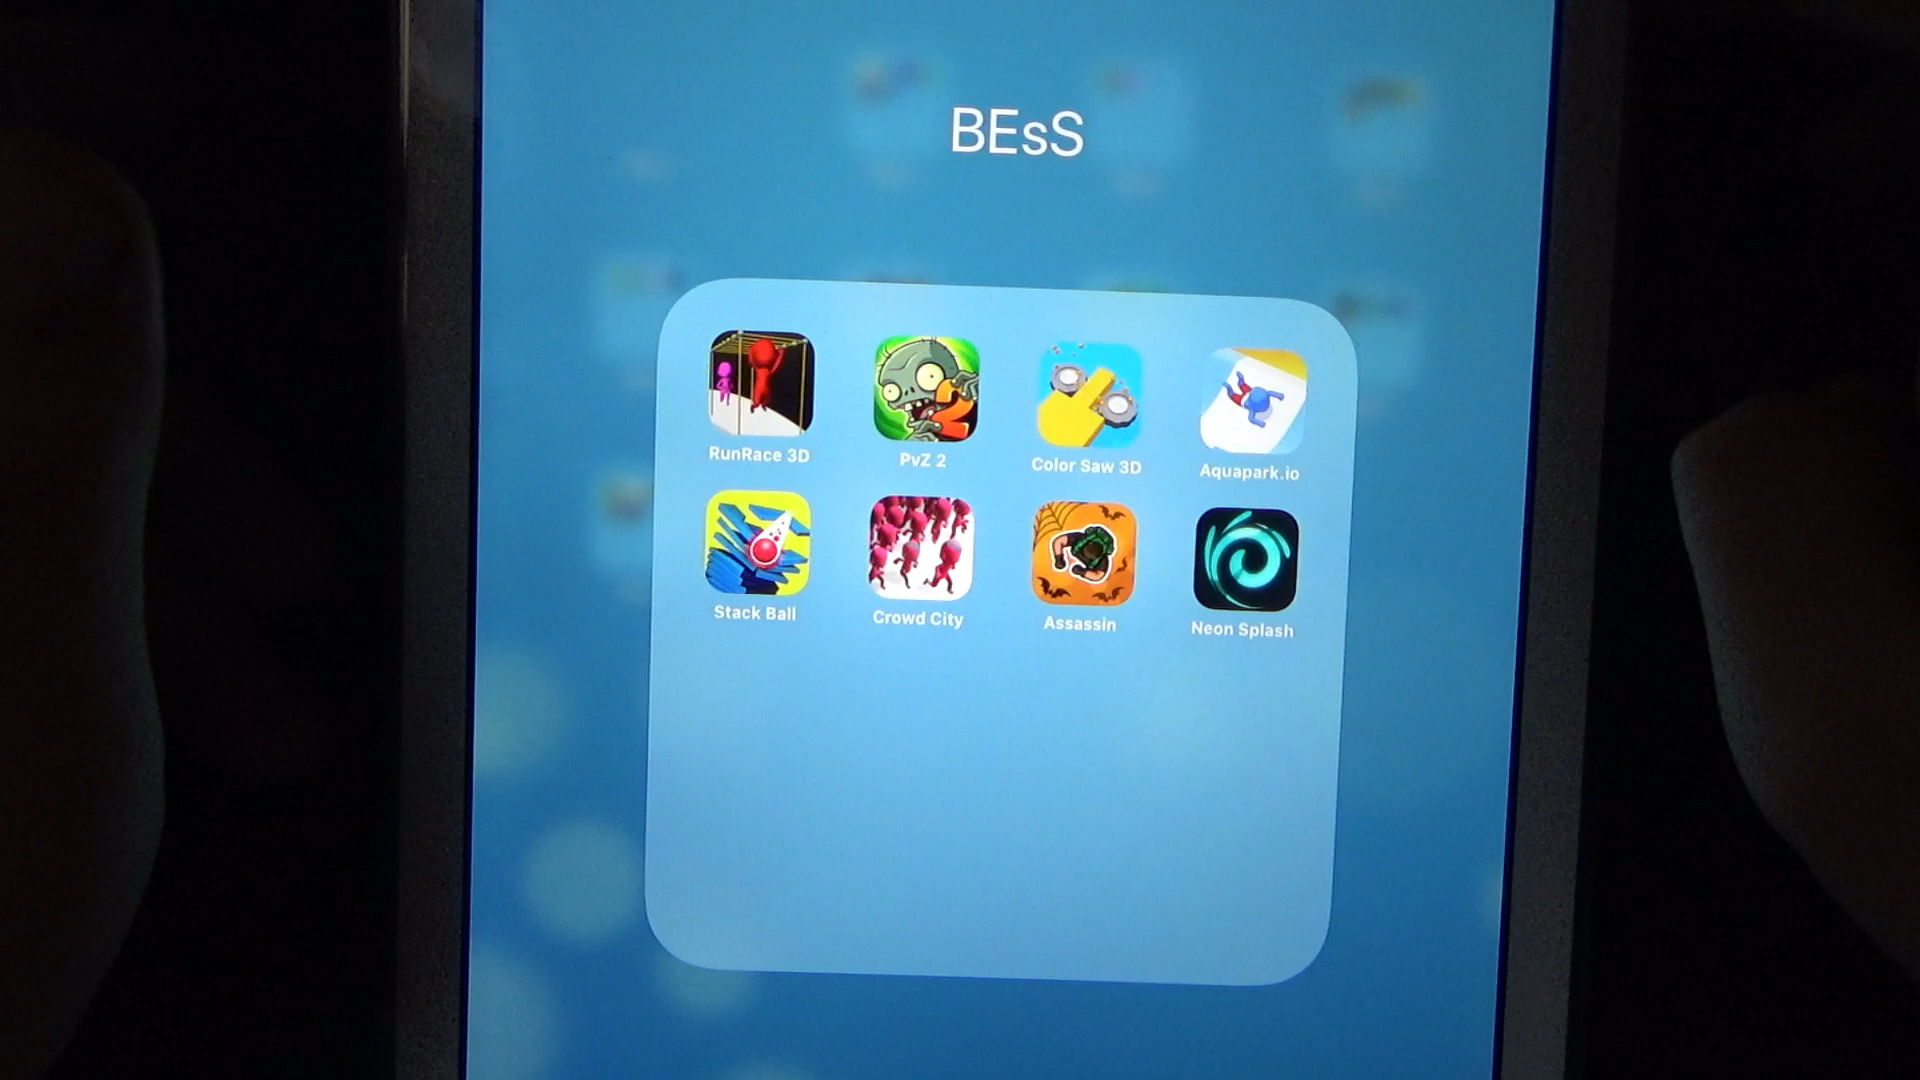 BEsS
RunRace 3D PvZ 2 Color Saw 3D Aquapark.io
Stack Ball Crowd City Assassin Neon Splash